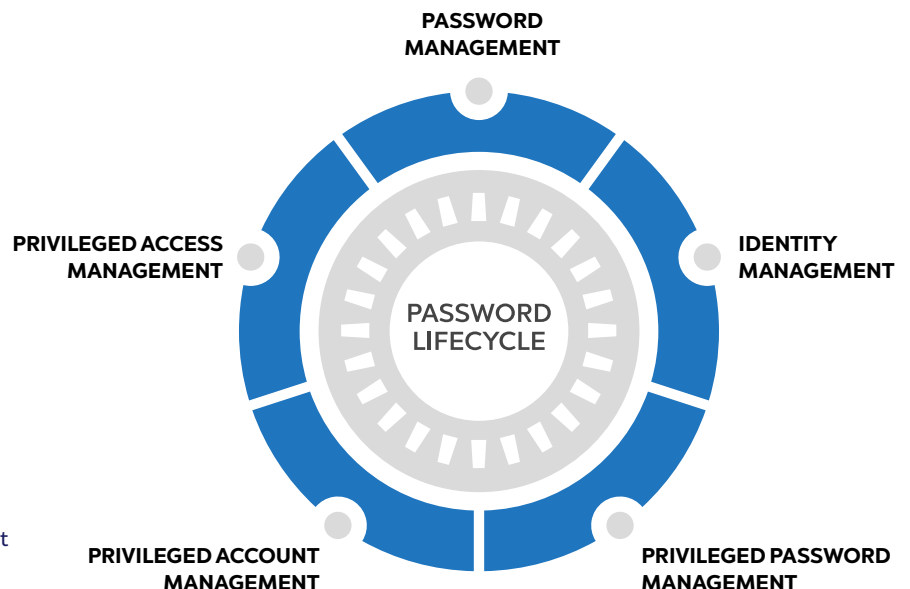 PASSWORD
MANAGEMENT
PRIVILEGED ACCESS
MANAGEMENT
IDENTITY
MANAGEMENT
PASSWORD
LIFECYCLE
t
PRIVILEGED ACCOUNT
MANAGEMENT
PRIVILEGED PASSWORD
MANAGEMENT